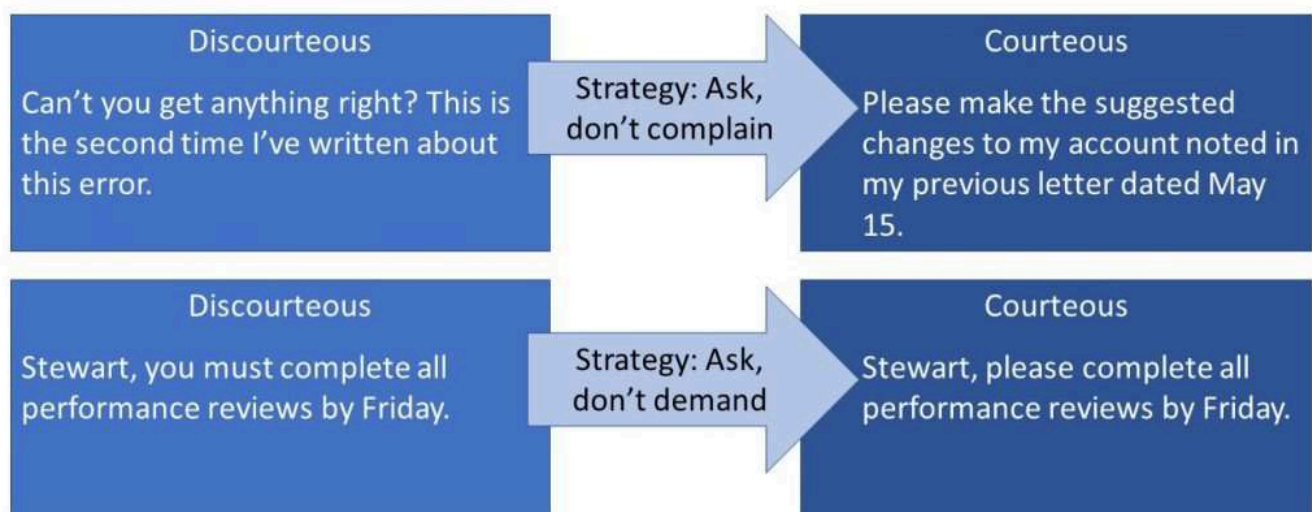 Discourteous
Can’t you get anything right? This is
the second time I’ve written about
this error.
Strategy: Ask,
don’t complain
Courteous
Please make the suggested
changes to my account noted in
my previous letter dated May
15.
Discourteous
Stewart, you must complete all
performance reviews by Friday.
Strategy: Ask,
don’t demand
Courteous
Stewart, please complete all
performance reviews by Friday.